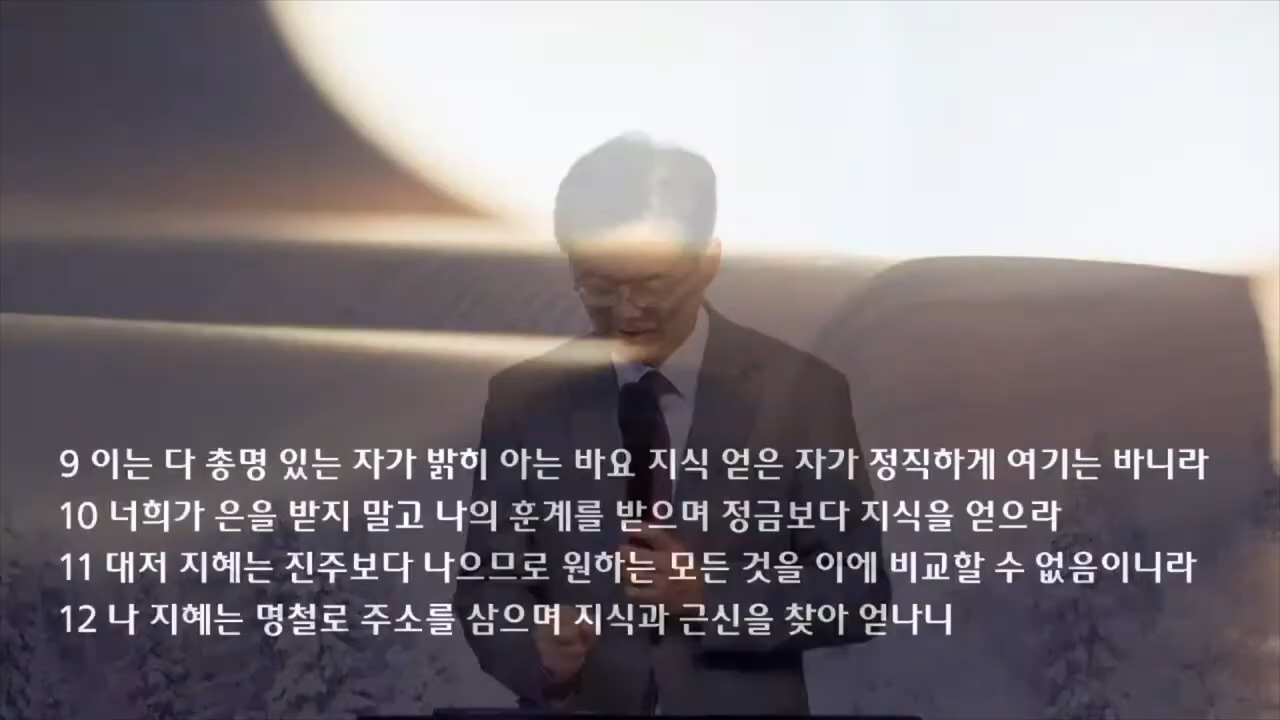 9 이는 다 총명 있는 자가 밝히 아는 바요 지식 얻은 자가 정직하게 여기는 바니라
10 너희가 은을 받지 말고 나의 훈계를 받으며 정금보다 지식을 얻으라
11 대저 지혜는 진주보다 나으므로 원하는 모든 것을 이에 비교할 수 없음이니라
12 나 지혜는 명철로 주소를 삼으며 지식과 근신을 찾아 얻나니